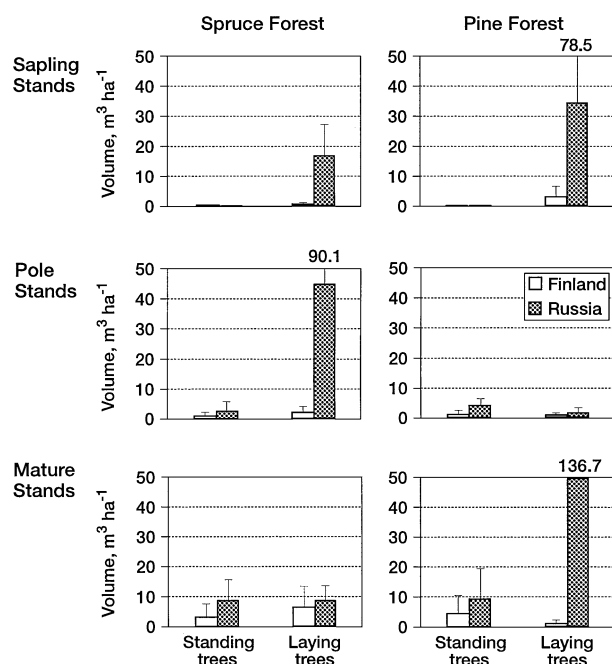 Spruce Forest
Pine Forest
Sapling
Stands
Volume, m³ ha⁻¹
50
40
30
20
10
0
78.5
50
40
30
20
10
0
Pole
Stands
Volume, m³ ha⁻¹
90.1
50
40
30
20
10
0
50
40
30
20
10
0
Finland
Russia
Mature
Stands
Volume, m³ ha⁻¹
50
40
30
20
10
0
136.7
50
40
30
20
10
0
Standing
trees
Laying
trees
Standing
trees
Laying
trees